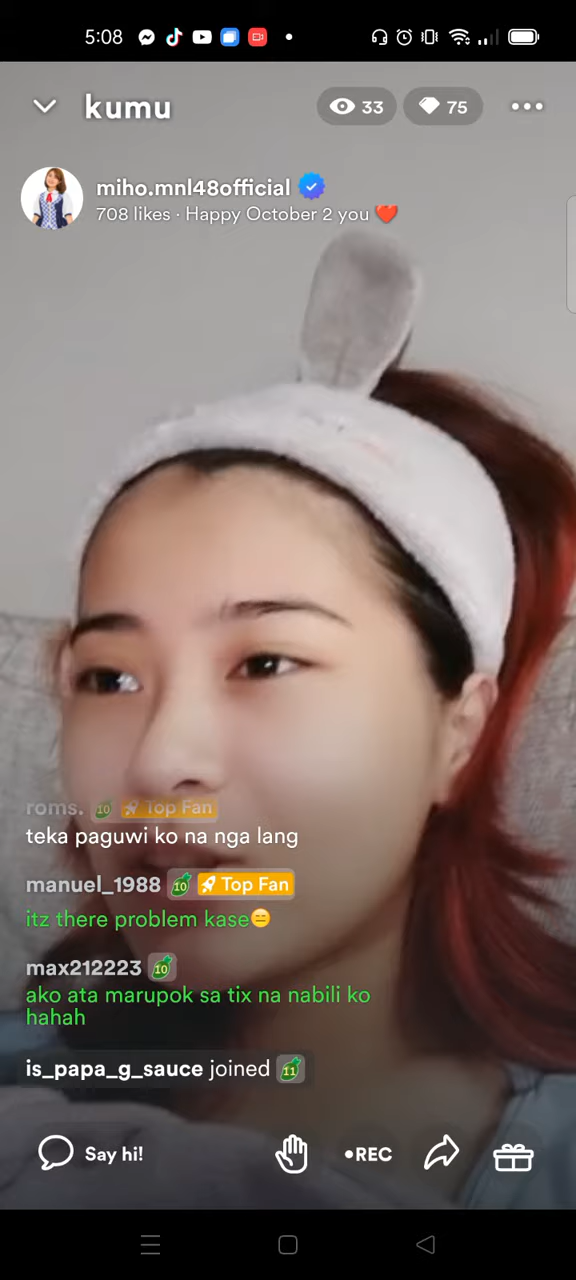 5:08
kumu
33
75
miho.mnl48official
708 likes · Happy October 2 you ❤️
roms. 10 Top Fan
teka paguwi ko na nga lang
manuel_1988 10 Top Fan
itz there problem kase😑
max212223 10
ako ata marupok sa tix na nabili ko
hahah
is_papa_g_sauce joined 11
Say hi!
•REC